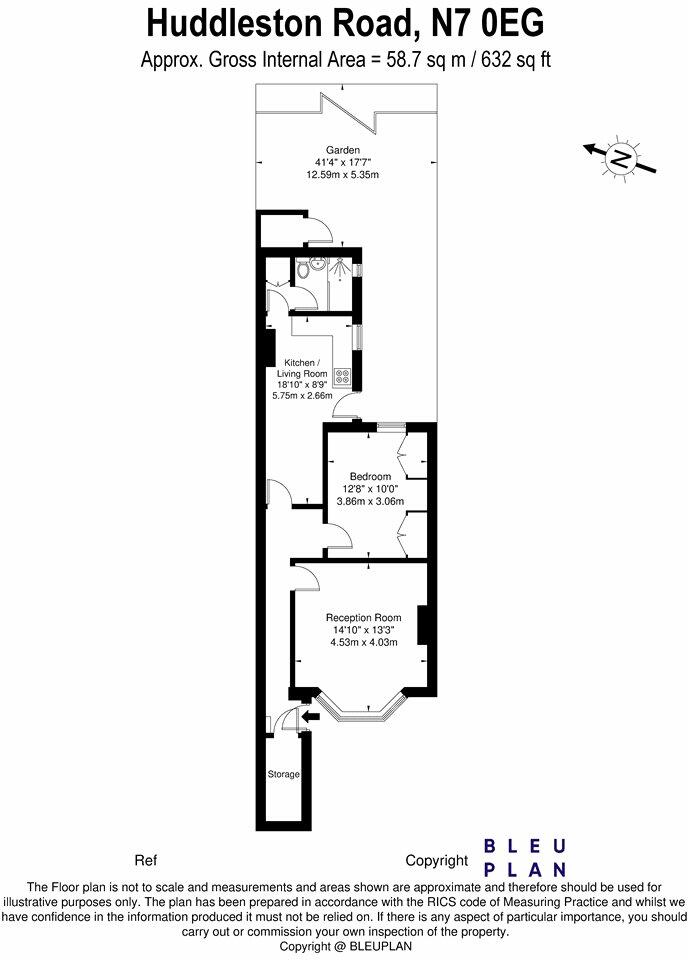 Huddleston Road, N7 0EG
Approx. Gross Internal Area = 58.7 sq m / 632 sq ft
Garden
41'4" x 17'7"
12.59m x 5.35m
N
Kitchen /
Living Room
18'10" x 8'9"
5.75m x 2.66m
Bedroom
12'8" x 10'0"
3.86m x 3.06m
Reception Room
14'10" x 13'3"
4.53m x 4.03m
Storage
Ref
Copyright
BLEU
PLAN
The Floor plan is not to scale and measurements and areas shown are approximate and therefore should be used for
illustrative purposes only. The plan has been prepared in accordance with the RICS code of Measuring Practice and whilst we
have confidence in the information produced it must not be relied on. If there is any aspect of particular importance, you should
carry out or commission your own inspection of the property.
Copyright @ BLEUPLAN